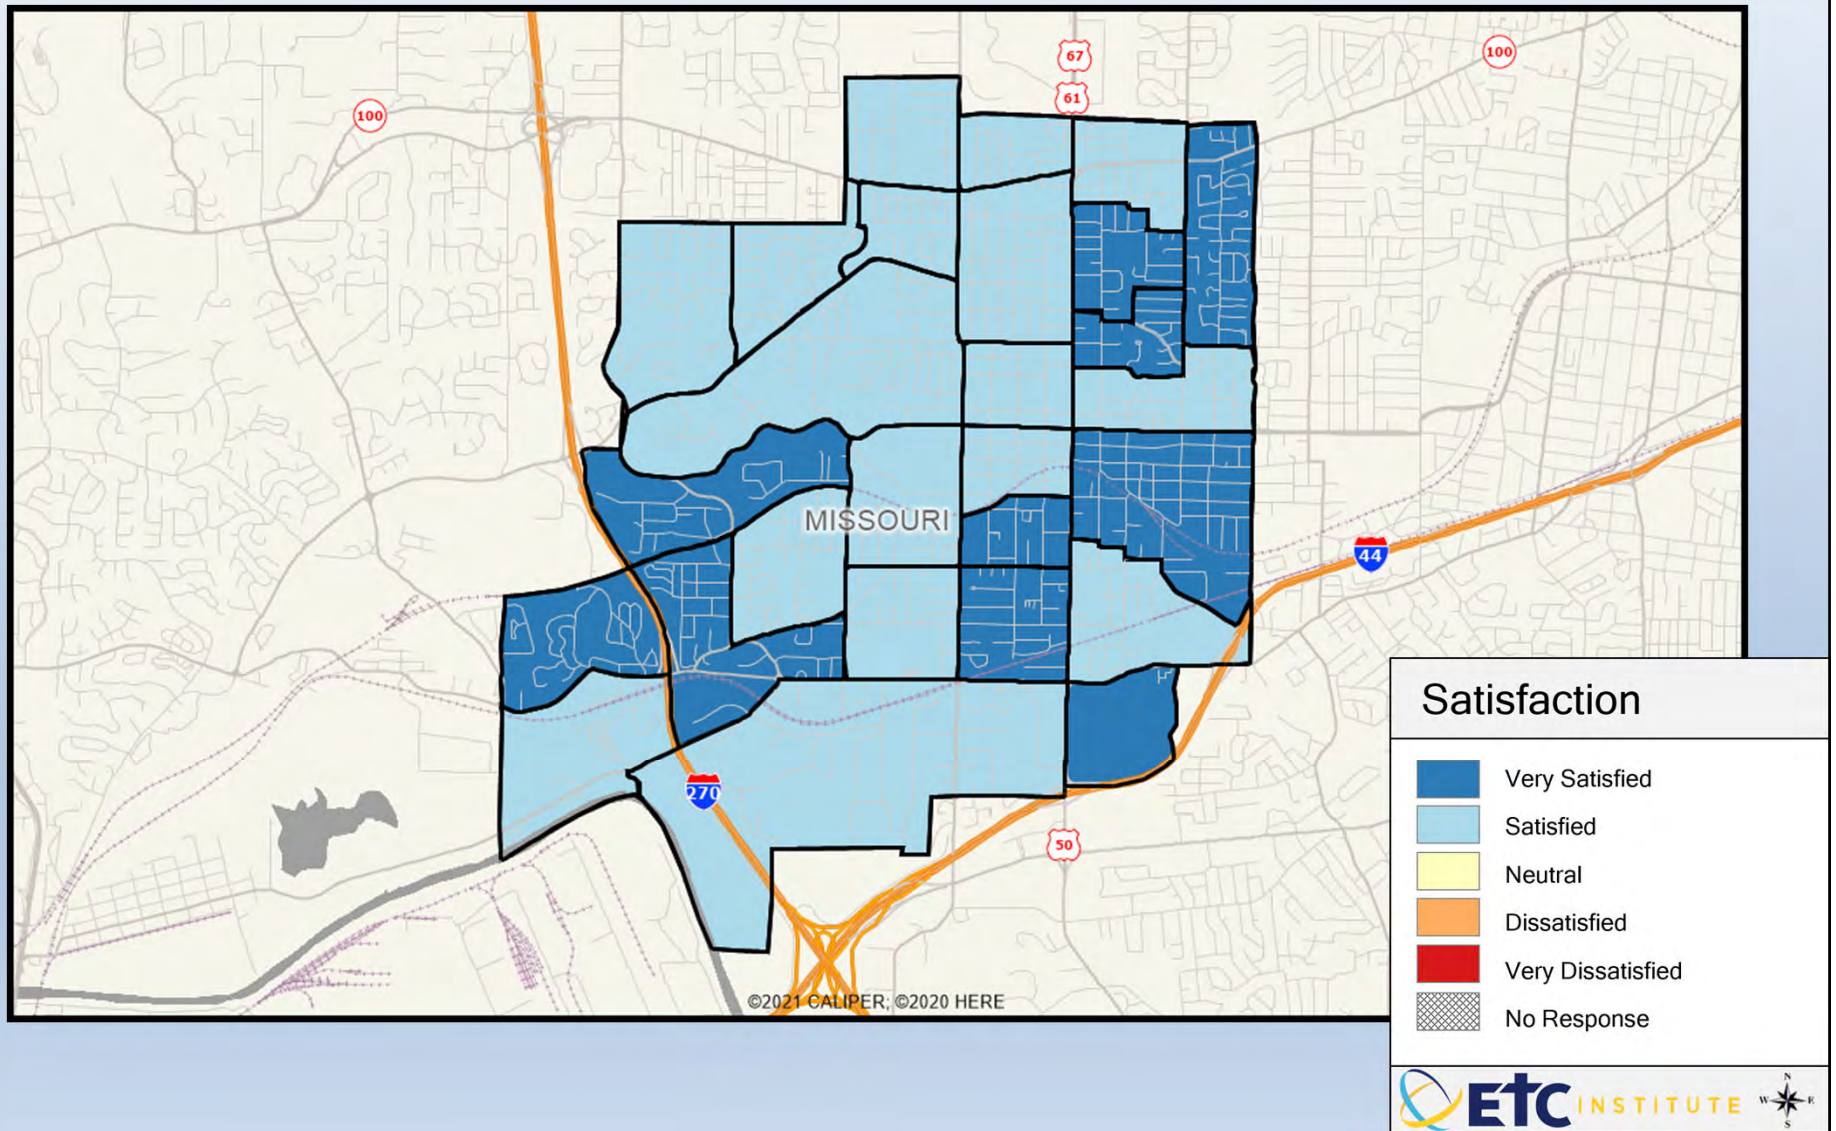 67
61
100
100
MISSOURI
44
270
50
©2021 CALIPER; ©2020 HERE
Satisfaction
Very Satisfied
Satisfied
Neutral
Dissatisfied
Very Dissatisfied
No Response
ETC INSTITUTE
N
W E
S